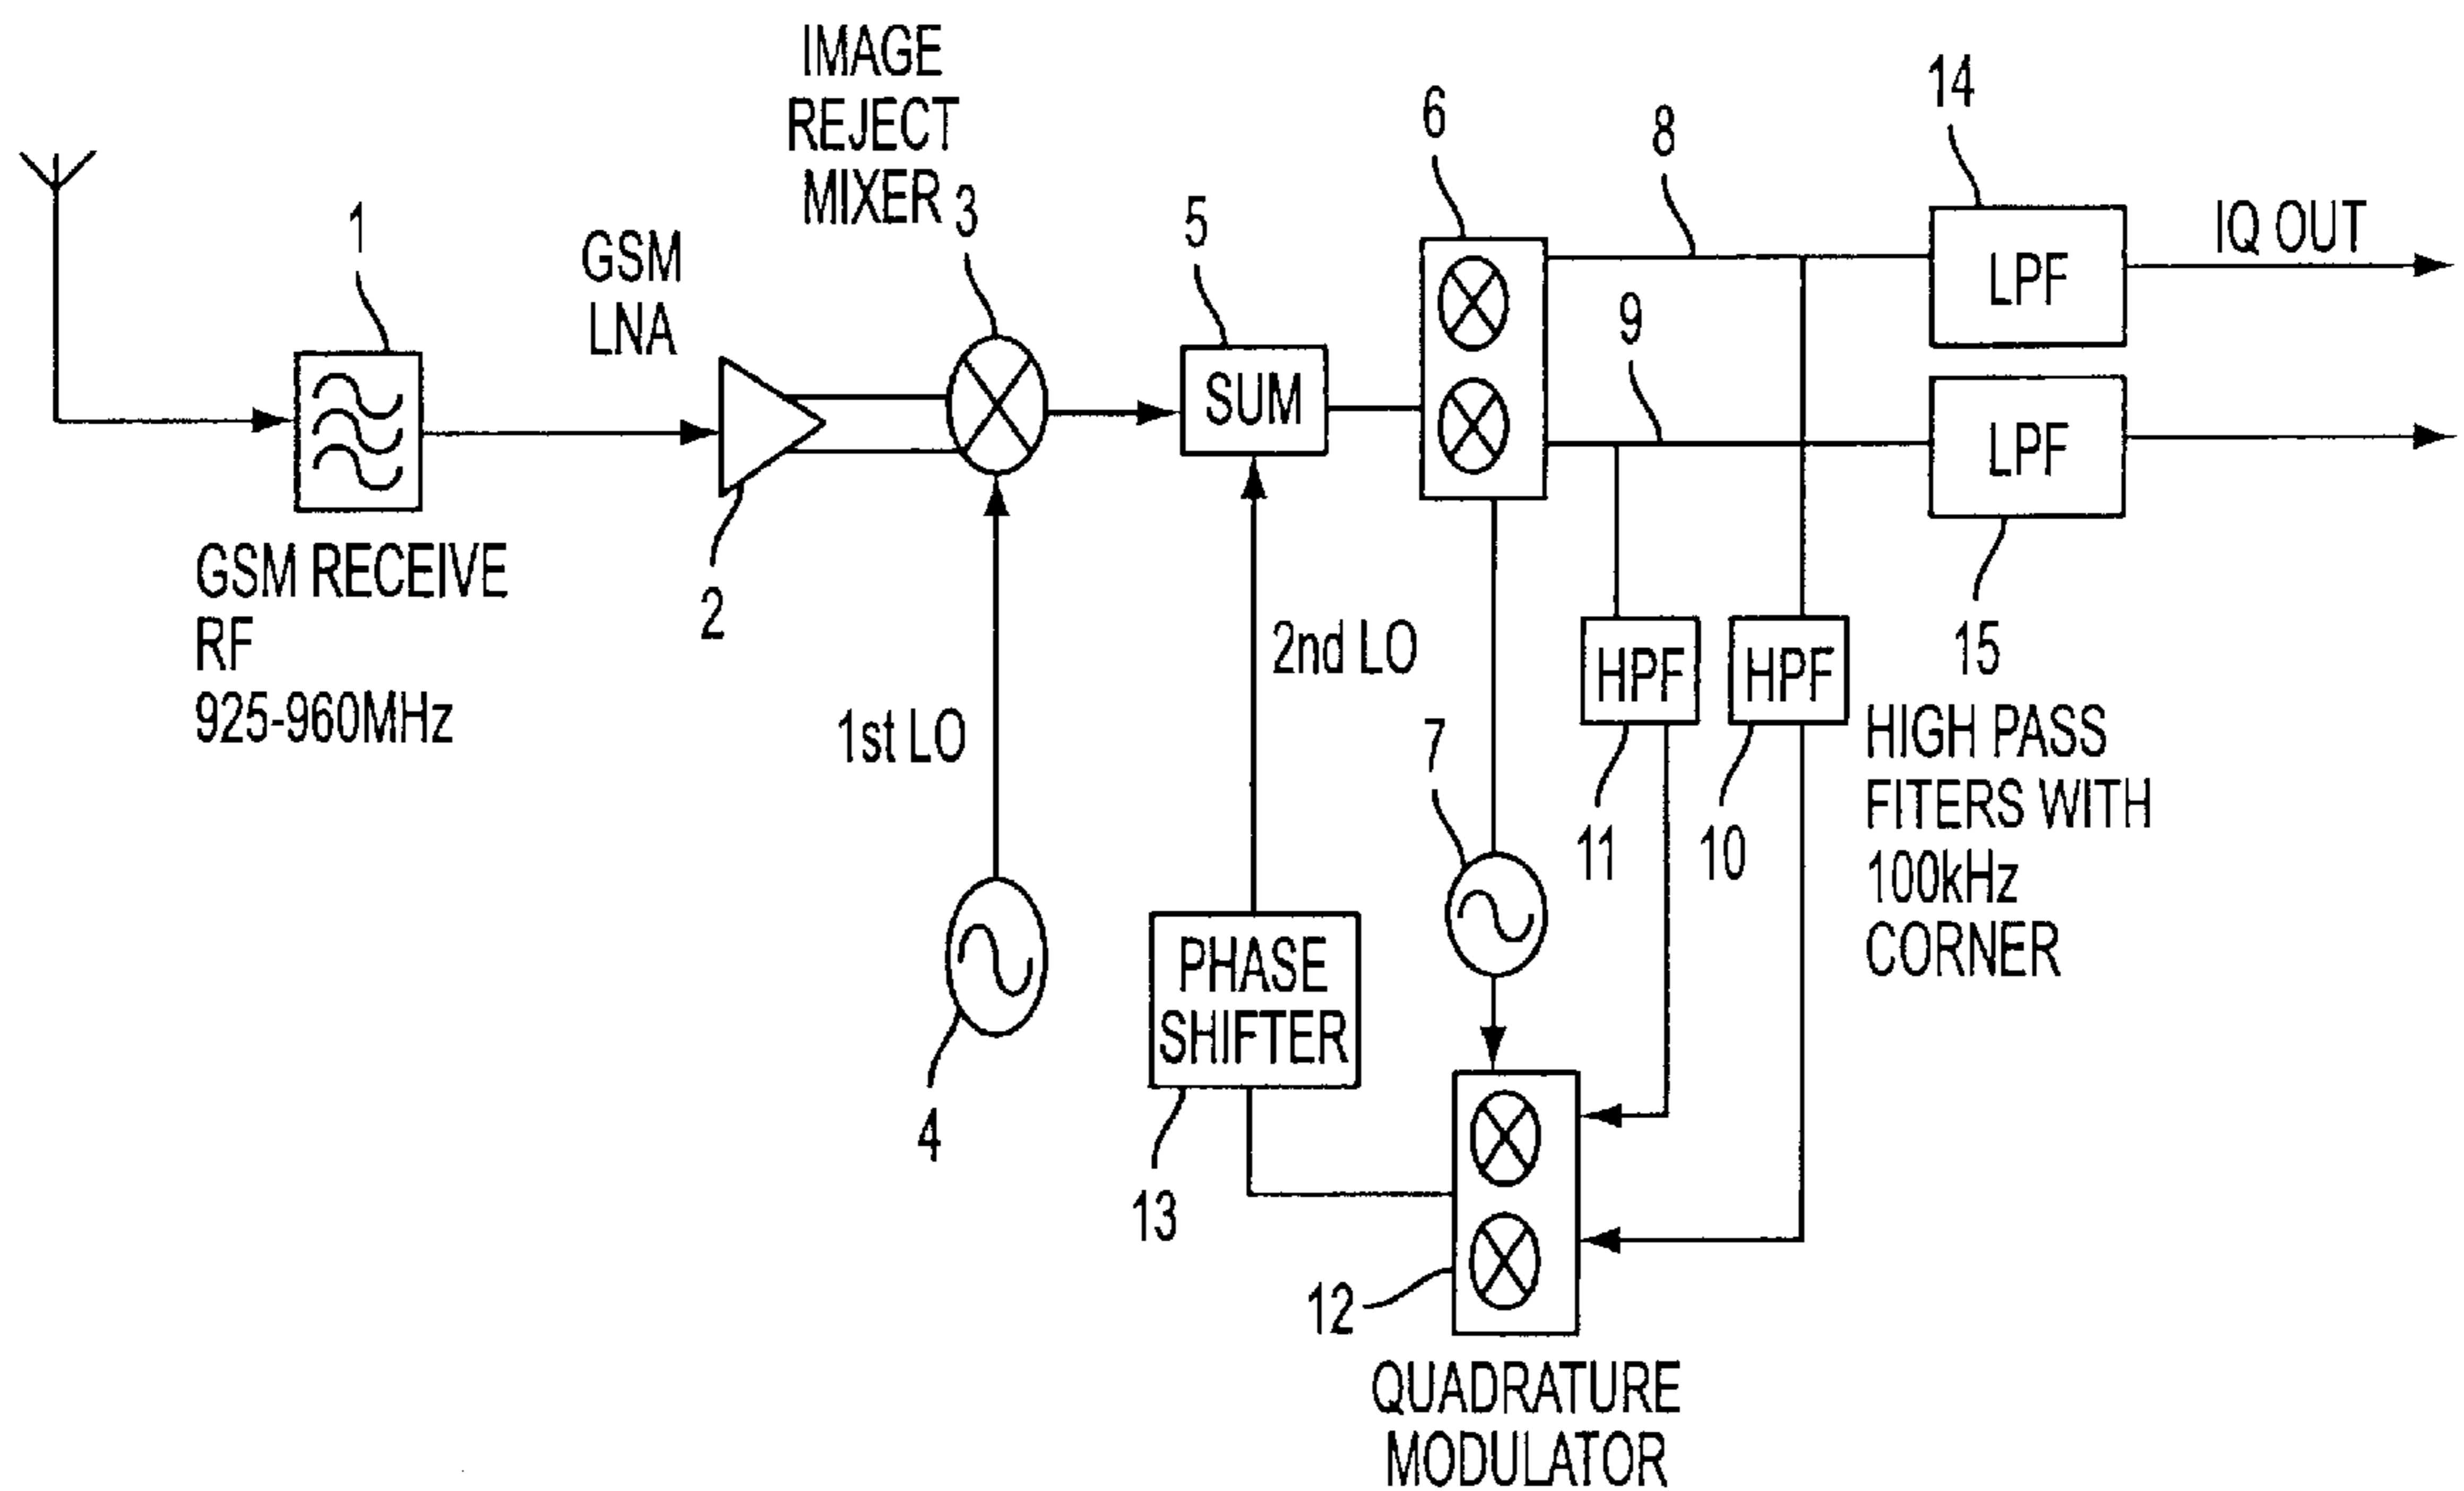 IMAGE
REJECT
MIXER 3
1
GSM
LNA
5
6
8
14
IQ OUT
LPF
9
SUM
LPF
GSM RECEIVE
RF
925-960MHz
2
1st LO
2nd LO
HPF
HPF
15
HIGH PASS
FITERS WITH
100kHz
CORNER
7
11
10
4
PHASE
SHIFTER
13
12
QUADRATURE
MODULATOR